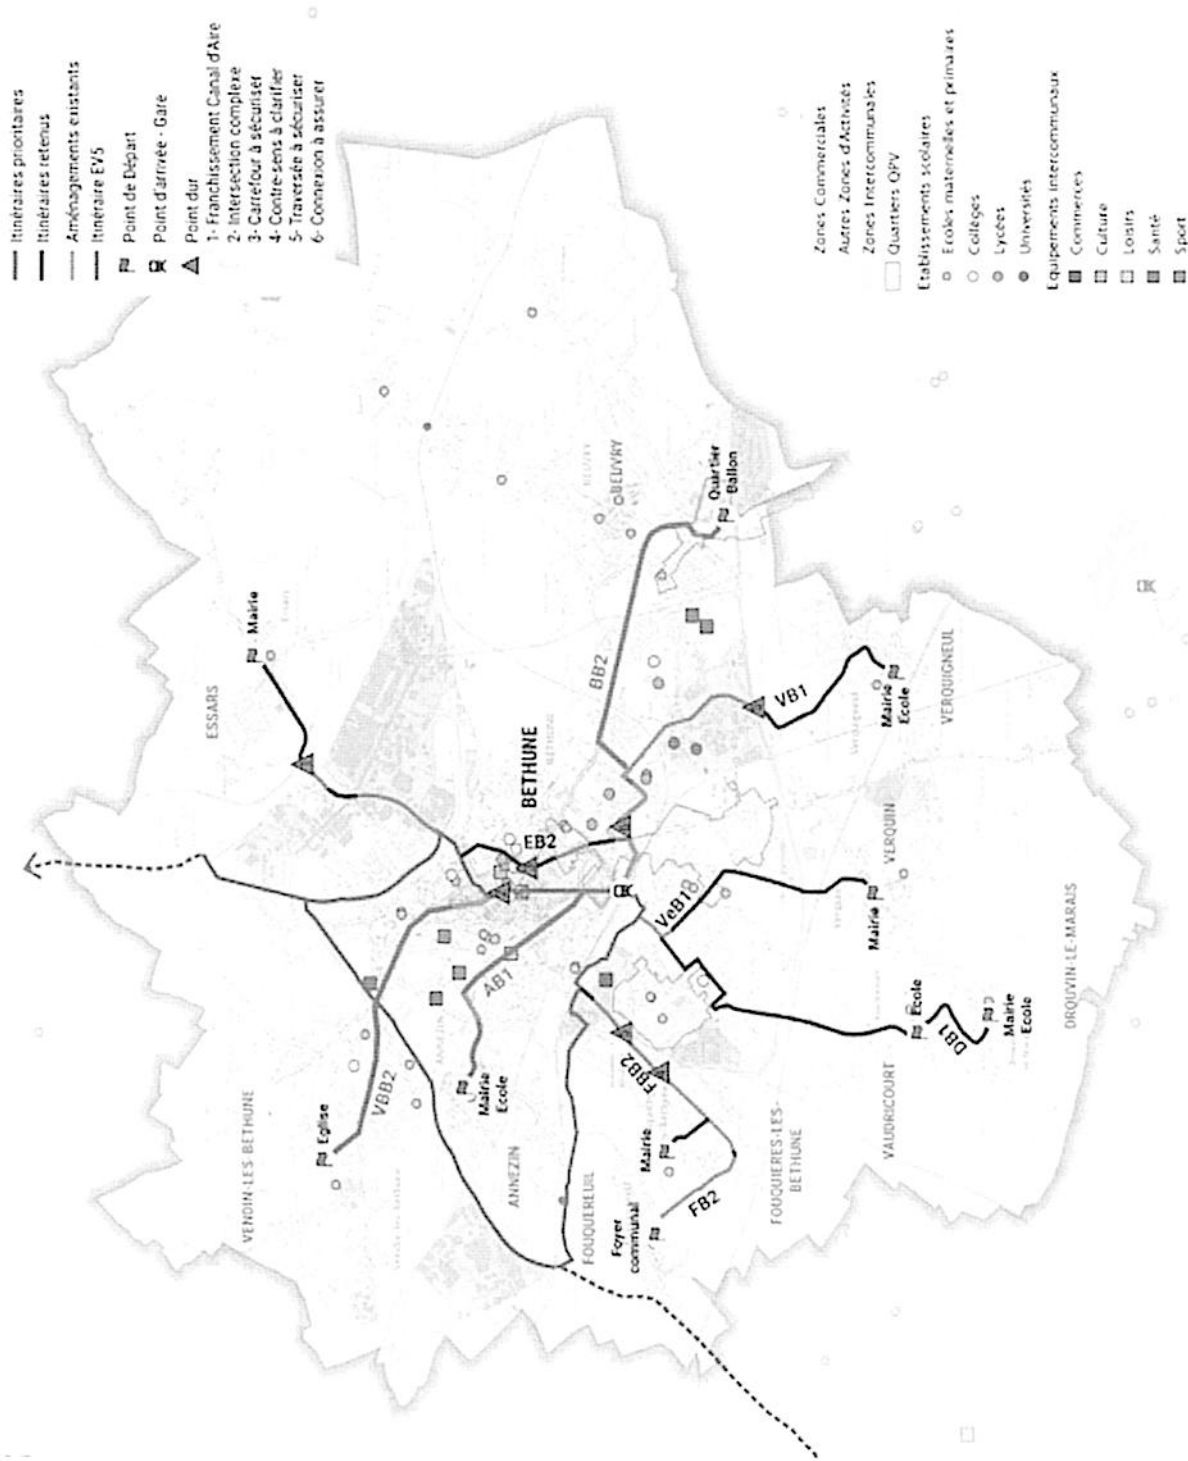 Itinéraires prioritaires
Itinéraires retenus
Aménagements existants
Itinéraire EV5
Point de Départ
Point d'arrivée - Gare
Point dur
1- Franchissement Canal d'Aire
2- Intersection complexe
3- Carrefour à sécuriser
4- Contre-sens à clarifier
5- Traversée à sécuriser
6- Connexion à assurer
Zones Commerciales
Autres Zones d'Activités
Zones Intercommunales
Quartiers QPV
Etablissements scolaires
Ecoles maternelles et primaires
Collèges
Lycées
Universités
Equipements intercommunaux
Commerces
Culture
Loisirs
Santé
Sport
ESSARS
Mairie
BETHUNE
EB2
BEUVRY
Quartier
Ballon
BB2
VB1
Mairie
Ecole
VERQUIGNEUL
VERQUIN
VeB1
Mairie
DROUVIN-LE-MARAIS
Ecole
DB1
Mairie
Ecole
VAUDRICOURT
FOUQUIERES-LES-
BETHUNE
FBB2
Mairie
FB2
Foyer
communal
FOUQUEREUIL
ANNEZIN
AB1
Mairie
Ecole
VBB2
Eglise
VENDIN-LES-BETHUNE